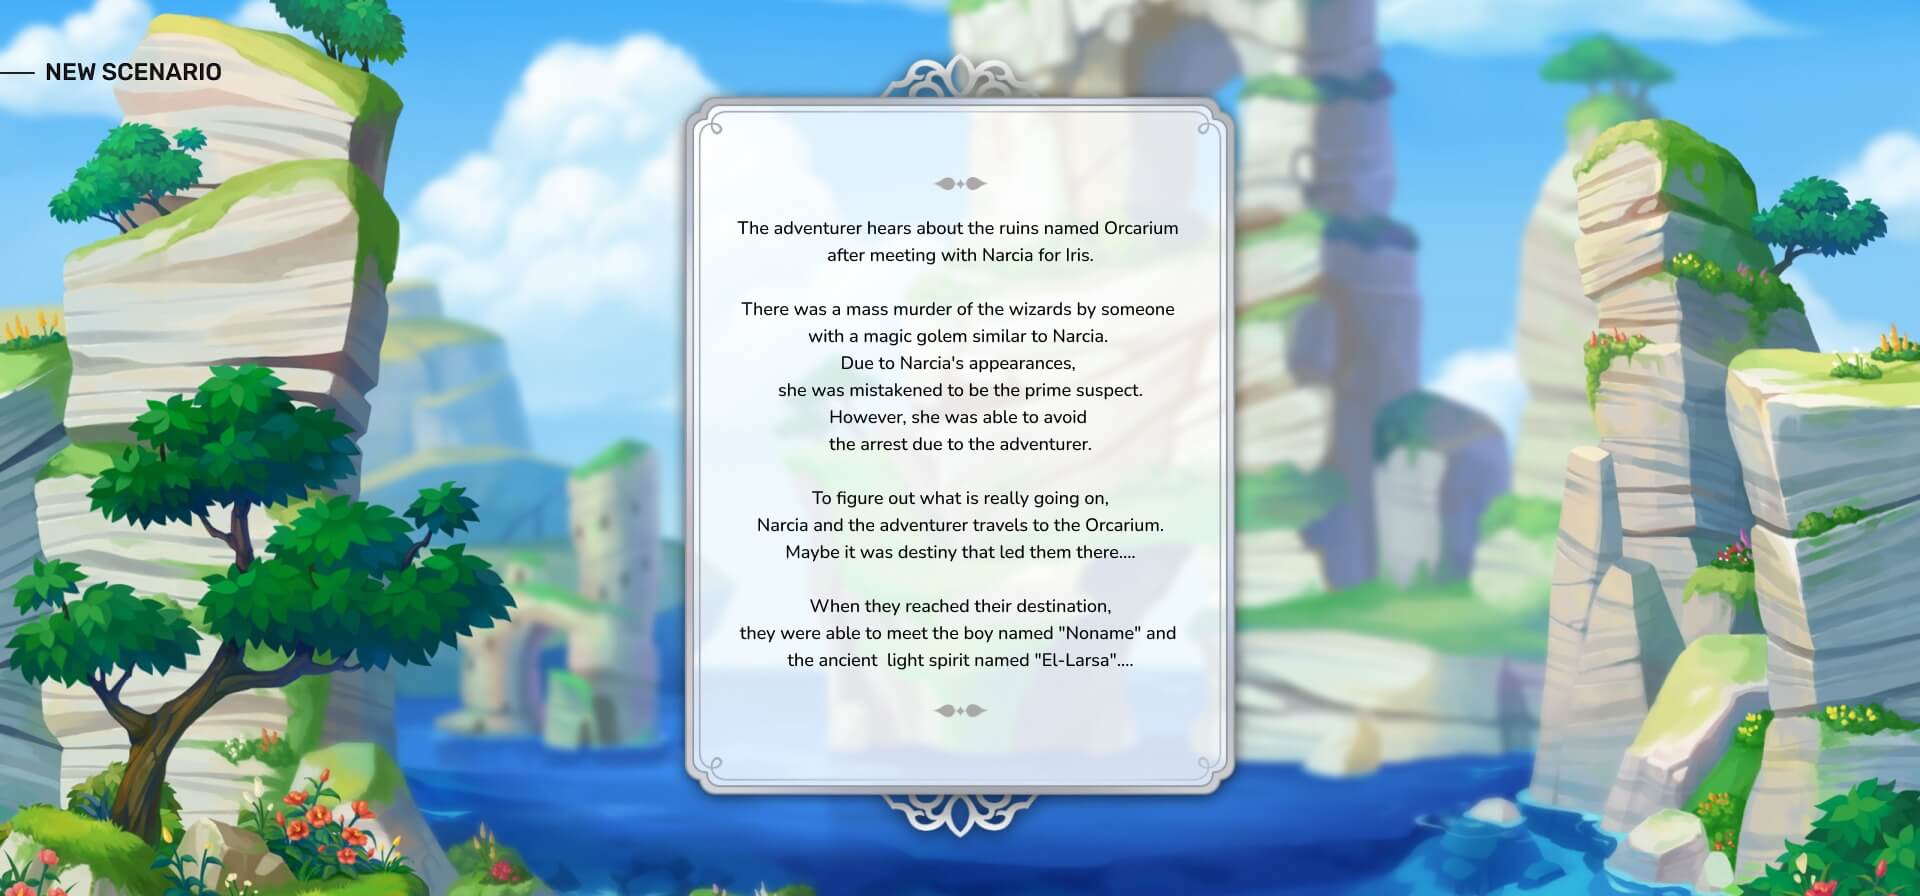 NEW SCENARIO
The adventurer hears about the ruins named Orcarium
after meeting with Narcia for Iris.
There was a mass murder of the wizards by someone
with a magic golem similar to Narcia.
Due to Narcia's appearances,
she was mistakened to be the prime suspect.
However, she was able to avoid
the arrest due to the adventurer.
To figure out what is really going on,
Narcia and the adventurer travels to the Orcarium.
Maybe it was destiny that led them there....
When they reached their destination,
they were able to meet the boy named "Noname" and
the ancient  light spirit named "El-Larsa"....